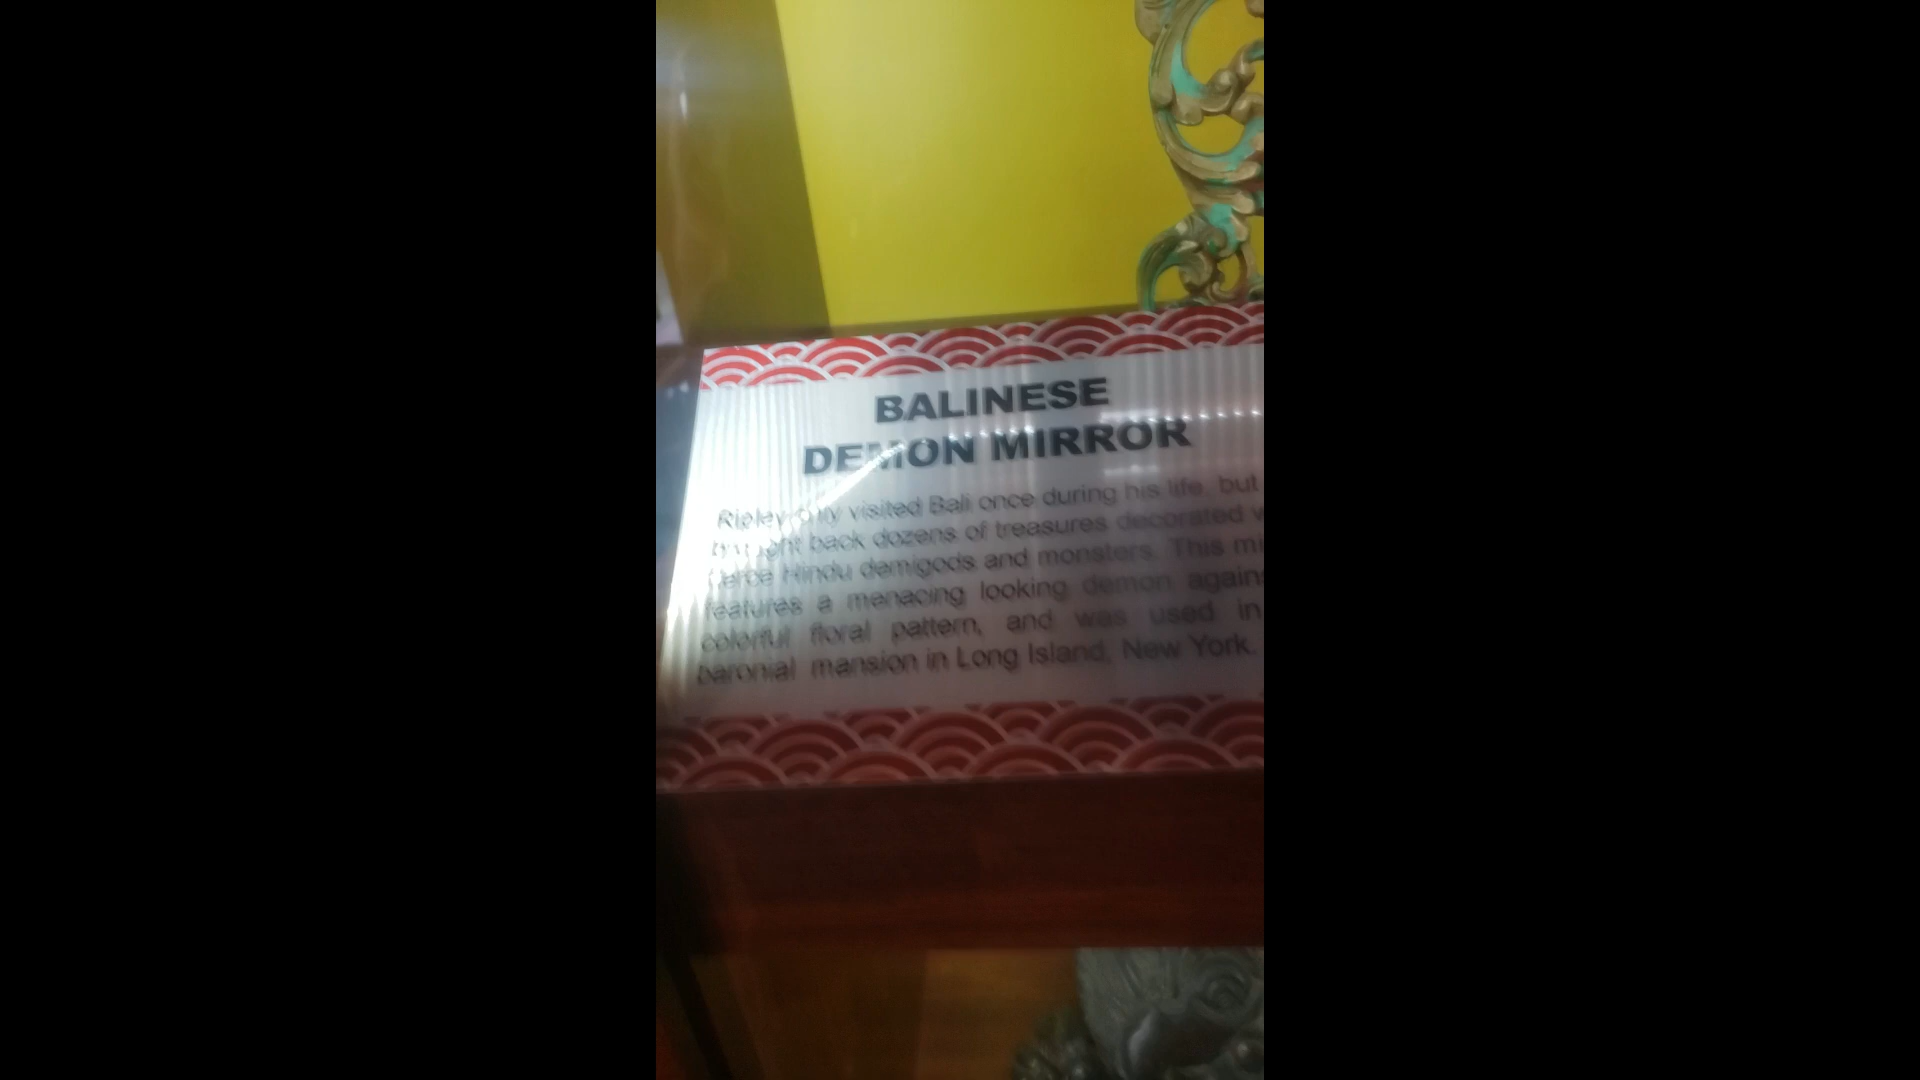 BALINESE
DEMON MIRROR
Ripley only visited Bali once during his life, but
brought back dozens of treasures decorated
fierce Hindu demigods and monsters. This
features a menacing looking demon
colorful floral pattern, and was used in
baronial mansion in Long Island, New York.